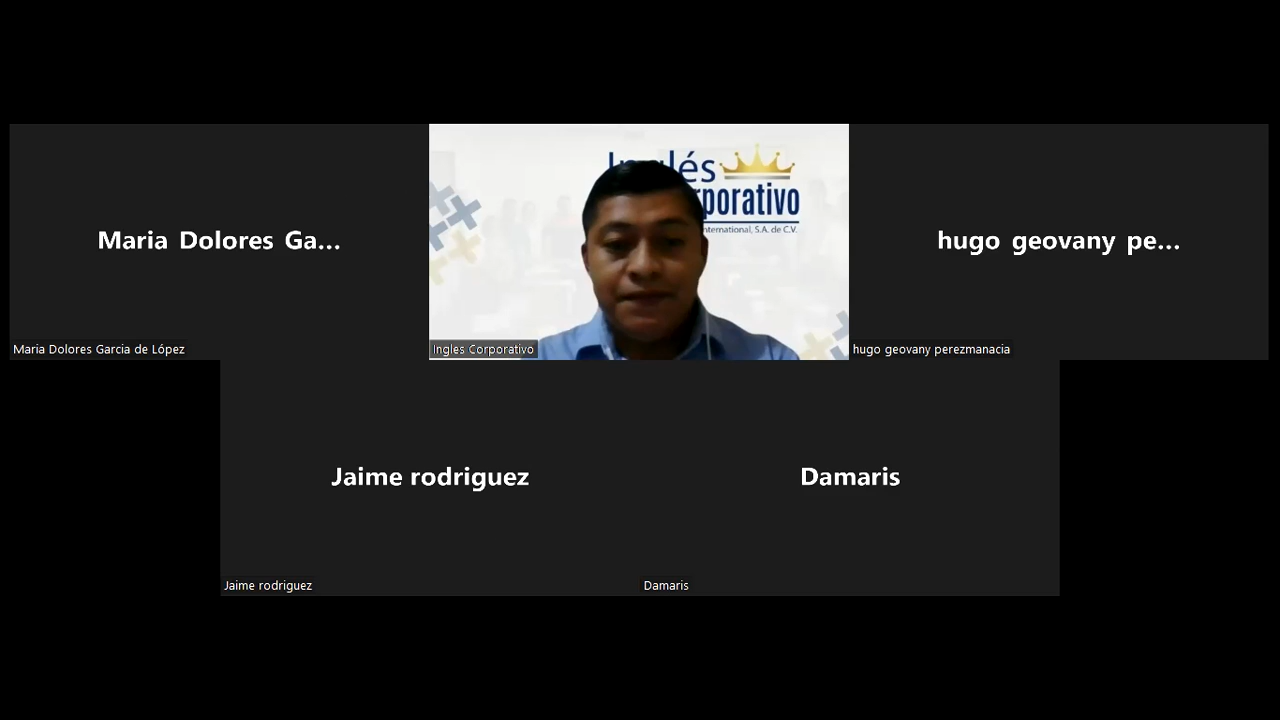 Maria Dolores Ga...
Inglés
Corporativo
International, S.A. de C.V.
hugo geovany pe...
Maria Dolores Garcia de López
Ingles Corporativo
hugo geovany perezmanacia
Jaime rodriguez
Damaris
Jaime rodriguez
Damaris